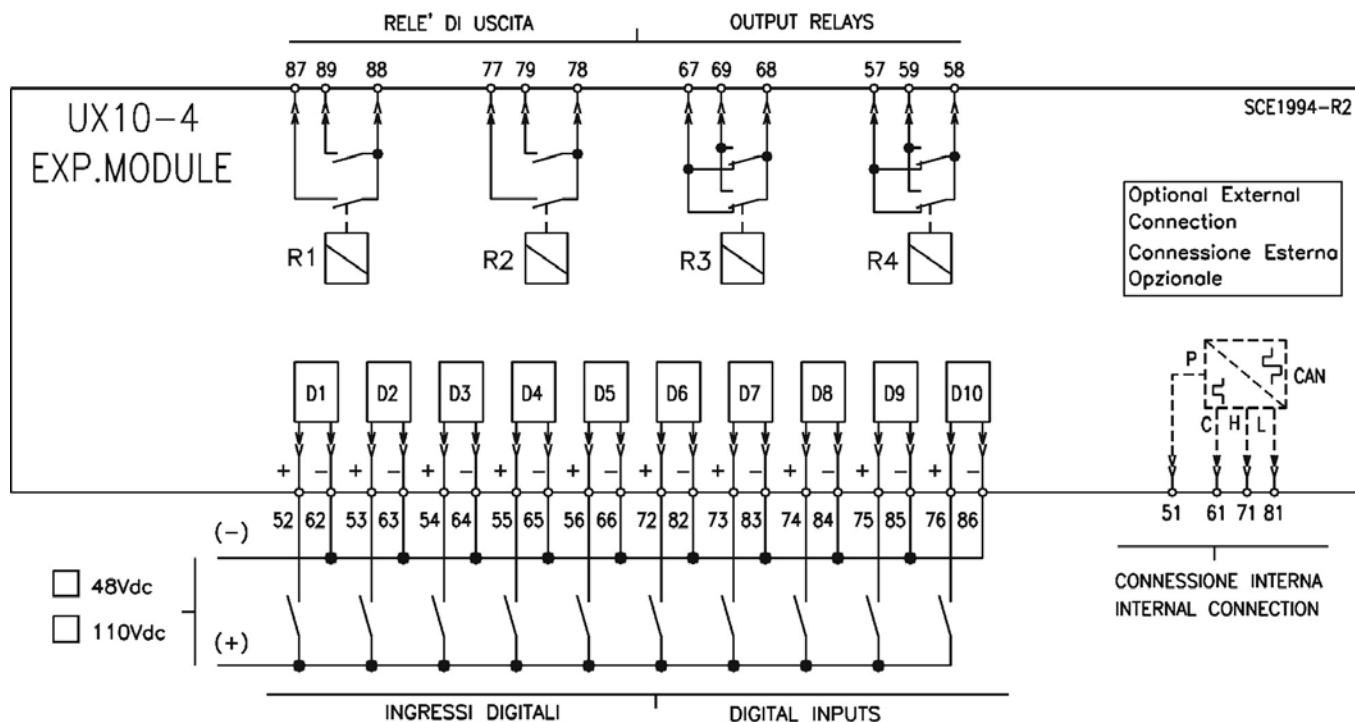 RELE' DI USCITA OUTPUT RELAYS
87 89 88 77 79 78 67 69 68 57 59 58
UX10-4
EXP.MODULE
SCE1994-R2
R1 R2 R3 R4
Optional External
Connection
Connessione Esterna
Opzionale
D1 D2 D3 D4 D5 D6 D7 D8 D9 D10
P CAN
C H L
+ − + − + − + − + − + − + − + − + − + −
52 62 53 63 54 64 55 65 56 66 72 82 73 83 74 84 75 85 76 86
51 61 71 81
(-)
48Vdc
110Vdc
(+)
CONNESSIONE INTERNA
INTERNAL CONNECTION
INGRESSI DIGITALI DIGITAL INPUTS